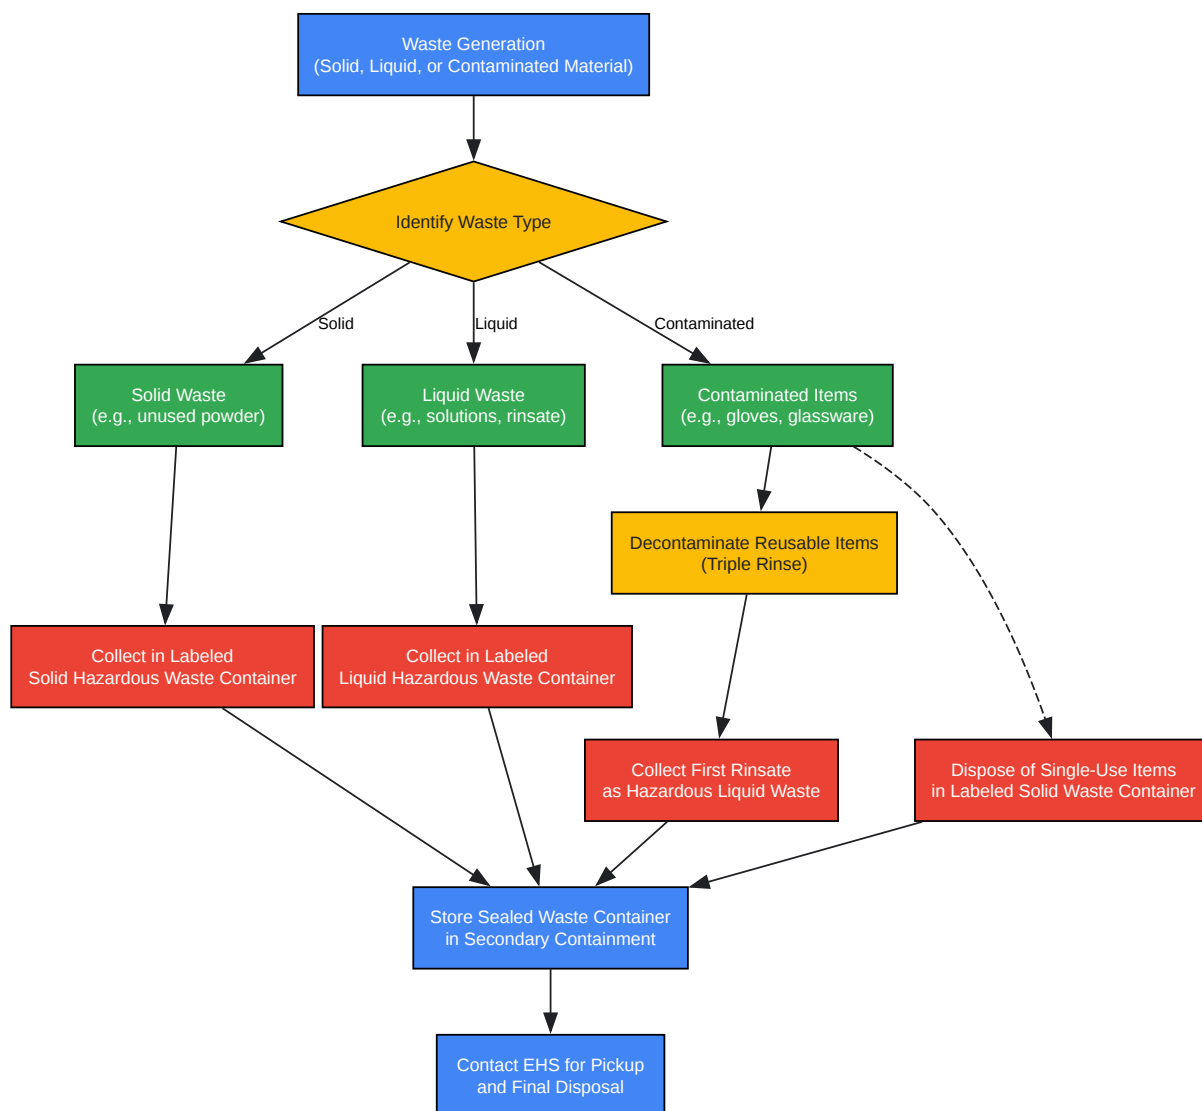 Waste Generation
(Solid, Liquid, or Contaminated Material)
Identify Waste Type
Solid
Liquid
Contaminated
Solid Waste
(e.g., unused powder)
Liquid Waste
(e.g., solutions, rinsate)
Contaminated Items
(e.g., gloves, glassware)
Decontaminate Reusable Items
(Triple Rinse)
Collect in Labeled
Solid Hazardous Waste Container
Collect in Labeled
Liquid Hazardous Waste Container
Collect First Rinsate
as Hazardous Liquid Waste
Dispose of Single-Use Items
in Labeled Solid Waste Container
Store Sealed Waste Container
in Secondary Containment
Contact EHS for Pickup
and Final Disposal